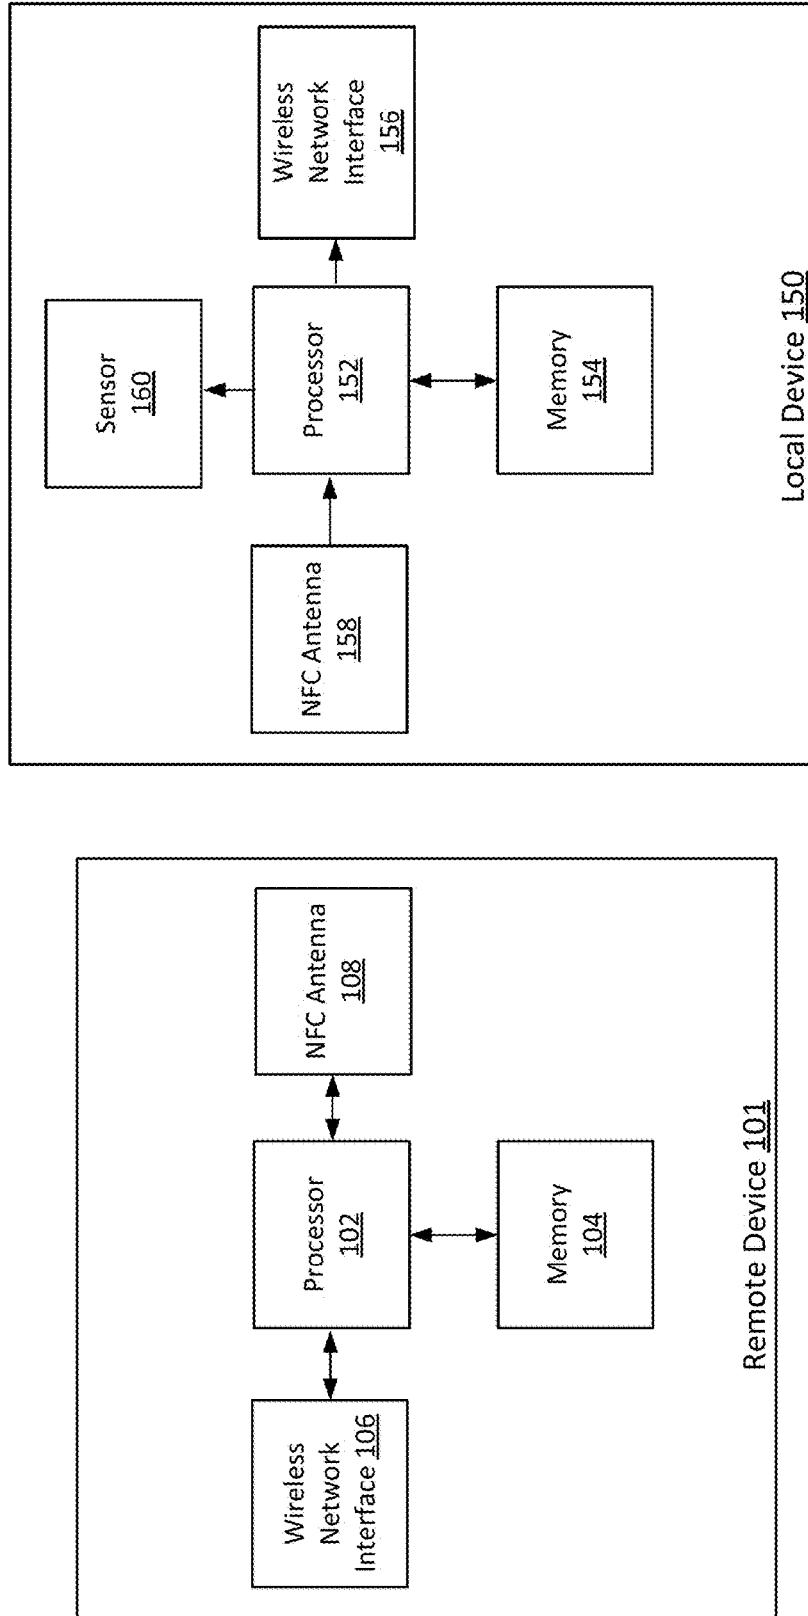 Wireless
Network
Interface 106
Processor
102
NFC Antenna
108
Memory
104
Remote Device 101
Sensor
160
NFC Antenna
158
Processor
152
Wireless
Network
Interface
156
Memory
154
Local Device 150